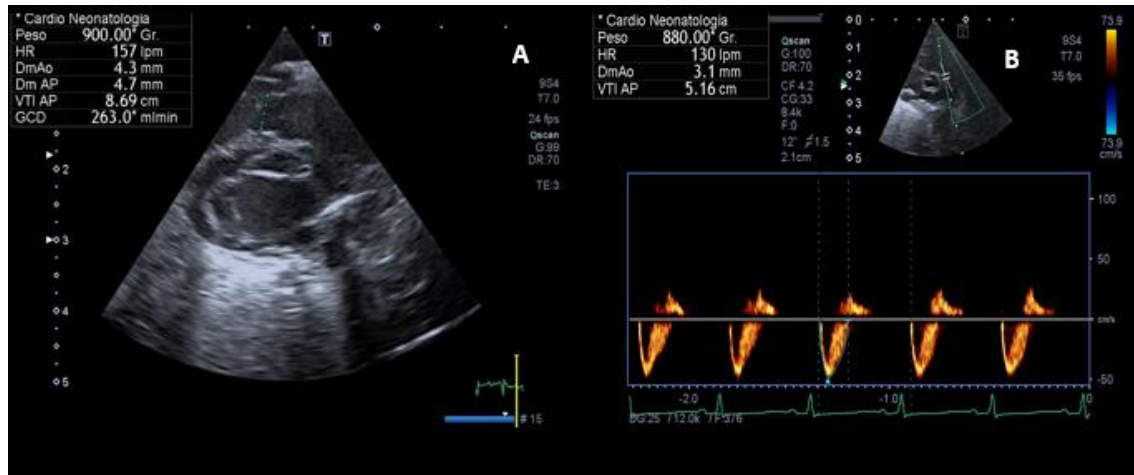 * Cardio Neonatologia
Peso 900.00* Gr.
HR 157 lpm
DmAo 4.3 mm
Dm AP 4.7 mm
VTI AP 8.69 cm
GCD 263.0* mlmin
T
A
9S4
T7.0
24 fps
Qscan
G:99
DR:70
TE:3
2
3
4
5
# 15
* Cardio Neonatologia
Peso 880.00* Gr.
HR 130 lpm
DmAo 3.1 mm
VTI AP 5.16 cm
Qscan
G:100
DR:70
CF4.2
CG:33
8.4k
F:0
12° ≠1.5
2.1cm
0
1
2
3
4
5
T
B
9S4
T7.0
35 fps
73.9
73.9
cm/s
100
50
cm/s
-50
-2.0
-1.0
0
/12.0k /F:376